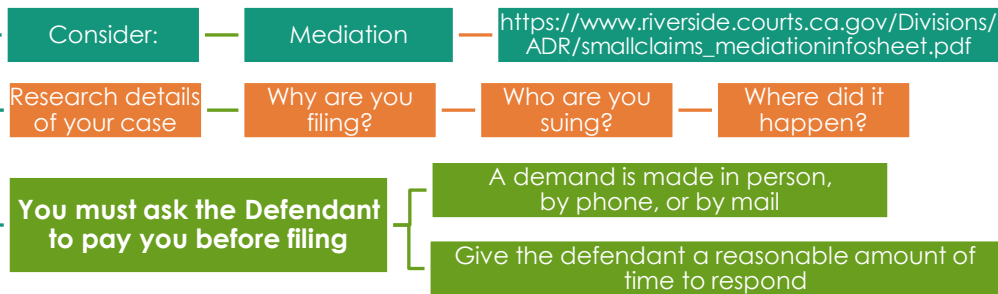 Consider:
Mediation
https://www.riverside.courts.ca.gov/Divisions/
ADR/smallclaims_mediationinfosheet.pdf
Research details
of your case
Why are you
filing?
Who are you
suing?
Where did it
happen?
You must ask the Defendant
to pay you before filing
A demand is made in person,
by phone, or by mail
Give the defendant a reasonable amount of
time to respond